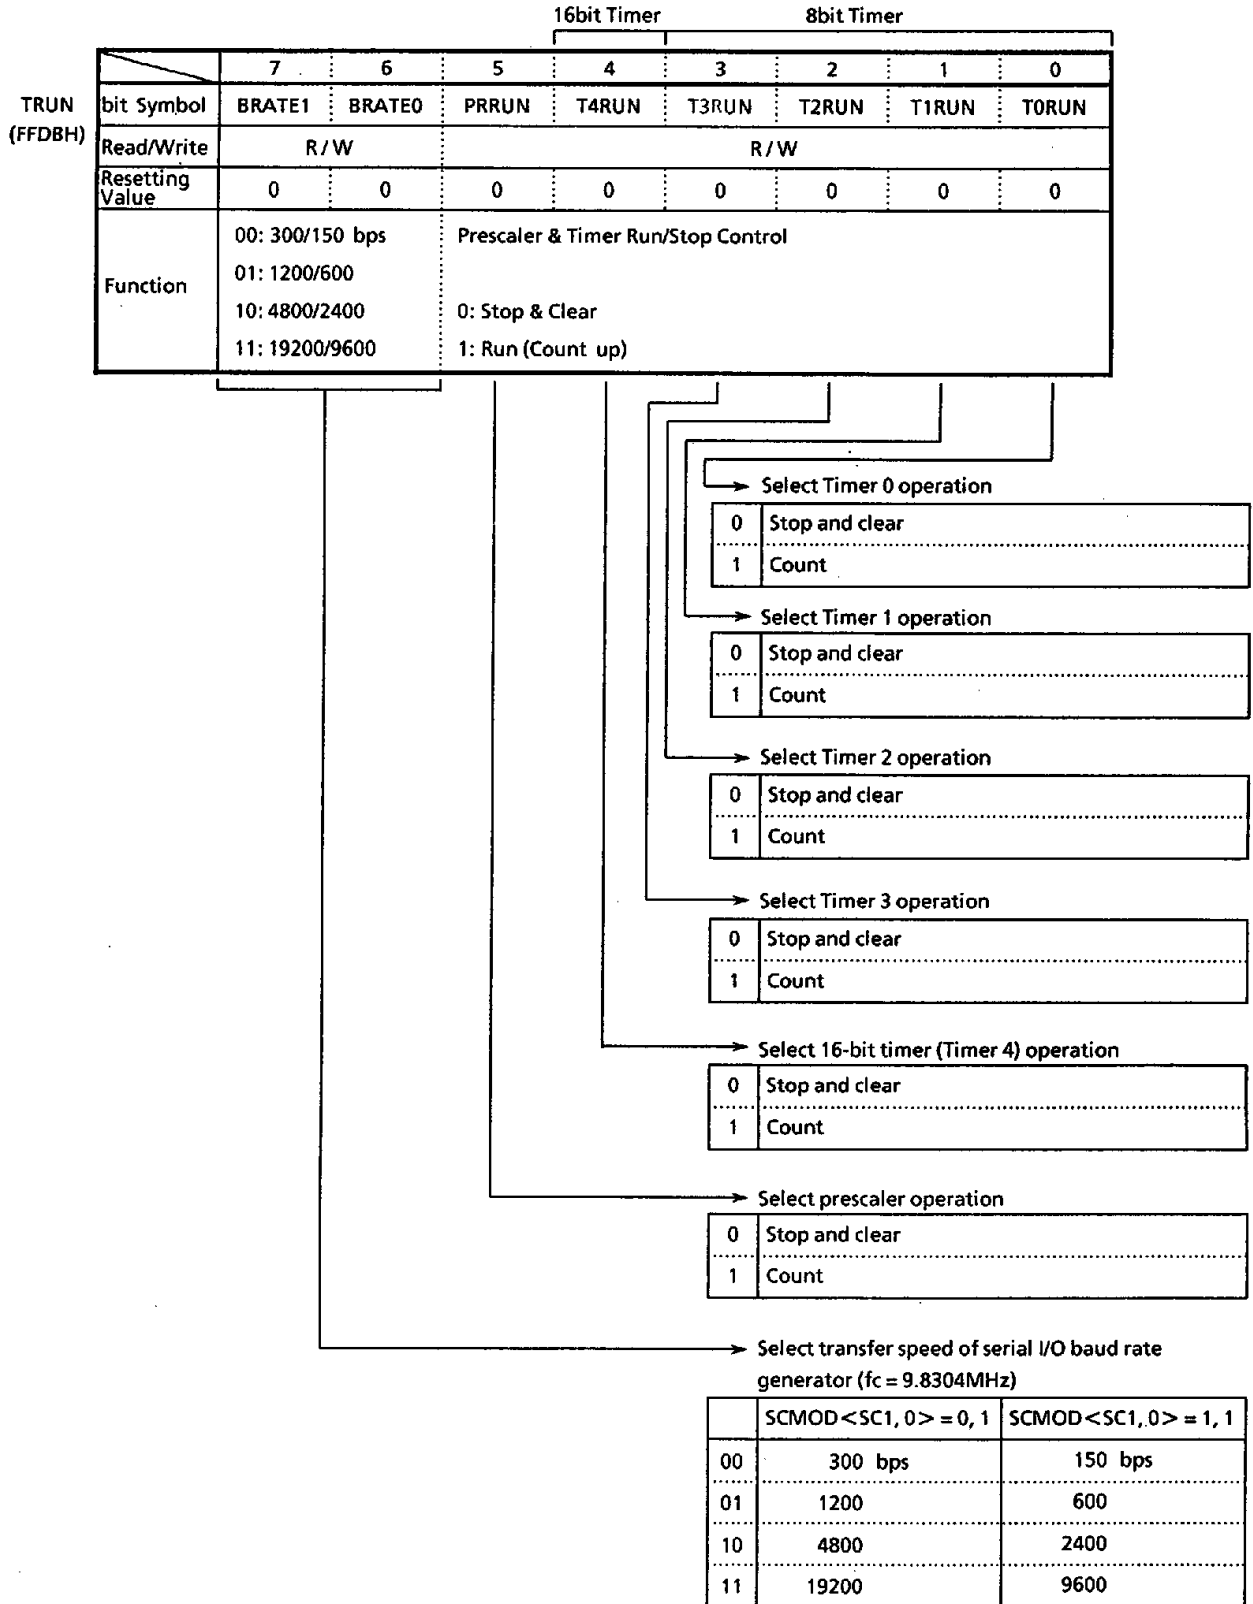 16bit Timer 8bit Timer
7 6 5 4 3 2 1 0
TRUN (FFDBH) bit Symbol BRATE1 BRATE0 PRRUN T4RUN T3RUN T2RUN T1RUN T0RUN
Read/Write R/W R/W
Resetting Value 0 0 0 0 0 0 0 0
Function 00: 300/150 bps Prescaler & Timer Run/Stop Control
01: 1200/600
10: 4800/2400 0: Stop & Clear
11: 19200/9600 1: Run (Count up)
Select Timer 0 operation
0 Stop and clear
1 Count
Select Timer 1 operation
0 Stop and clear
1 Count
Select Timer 2 operation
0 Stop and clear
1 Count
Select Timer 3 operation
0 Stop and clear
1 Count
Select 16-bit timer (Timer 4) operation
0 Stop and clear
1 Count
Select prescaler operation
0 Stop and clear
1 Count
Select transfer speed of serial I/O baud rate
generator (fc = 9.8304MHz)
SCMOD<SC1, 0> = 0, 1 SCMOD<SC1, 0> = 1, 1
00 300 bps 150 bps
01 1200 600
10 4800 2400
11 19200 9600